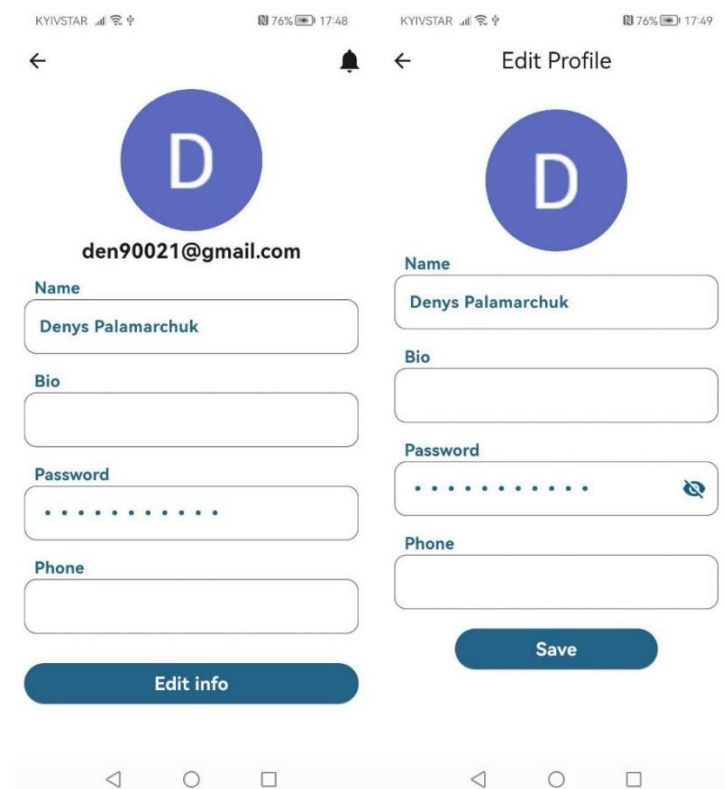 KYIVSTAR 76% 17:48
D
den90021@gmail.com
Name
Denys Palamarchuk
Bio
Password
Phone
Edit info
KYIVSTAR 76% 17:49
Edit Profile
D
Name
Denys Palamarchuk
Bio
Password
Phone
Save